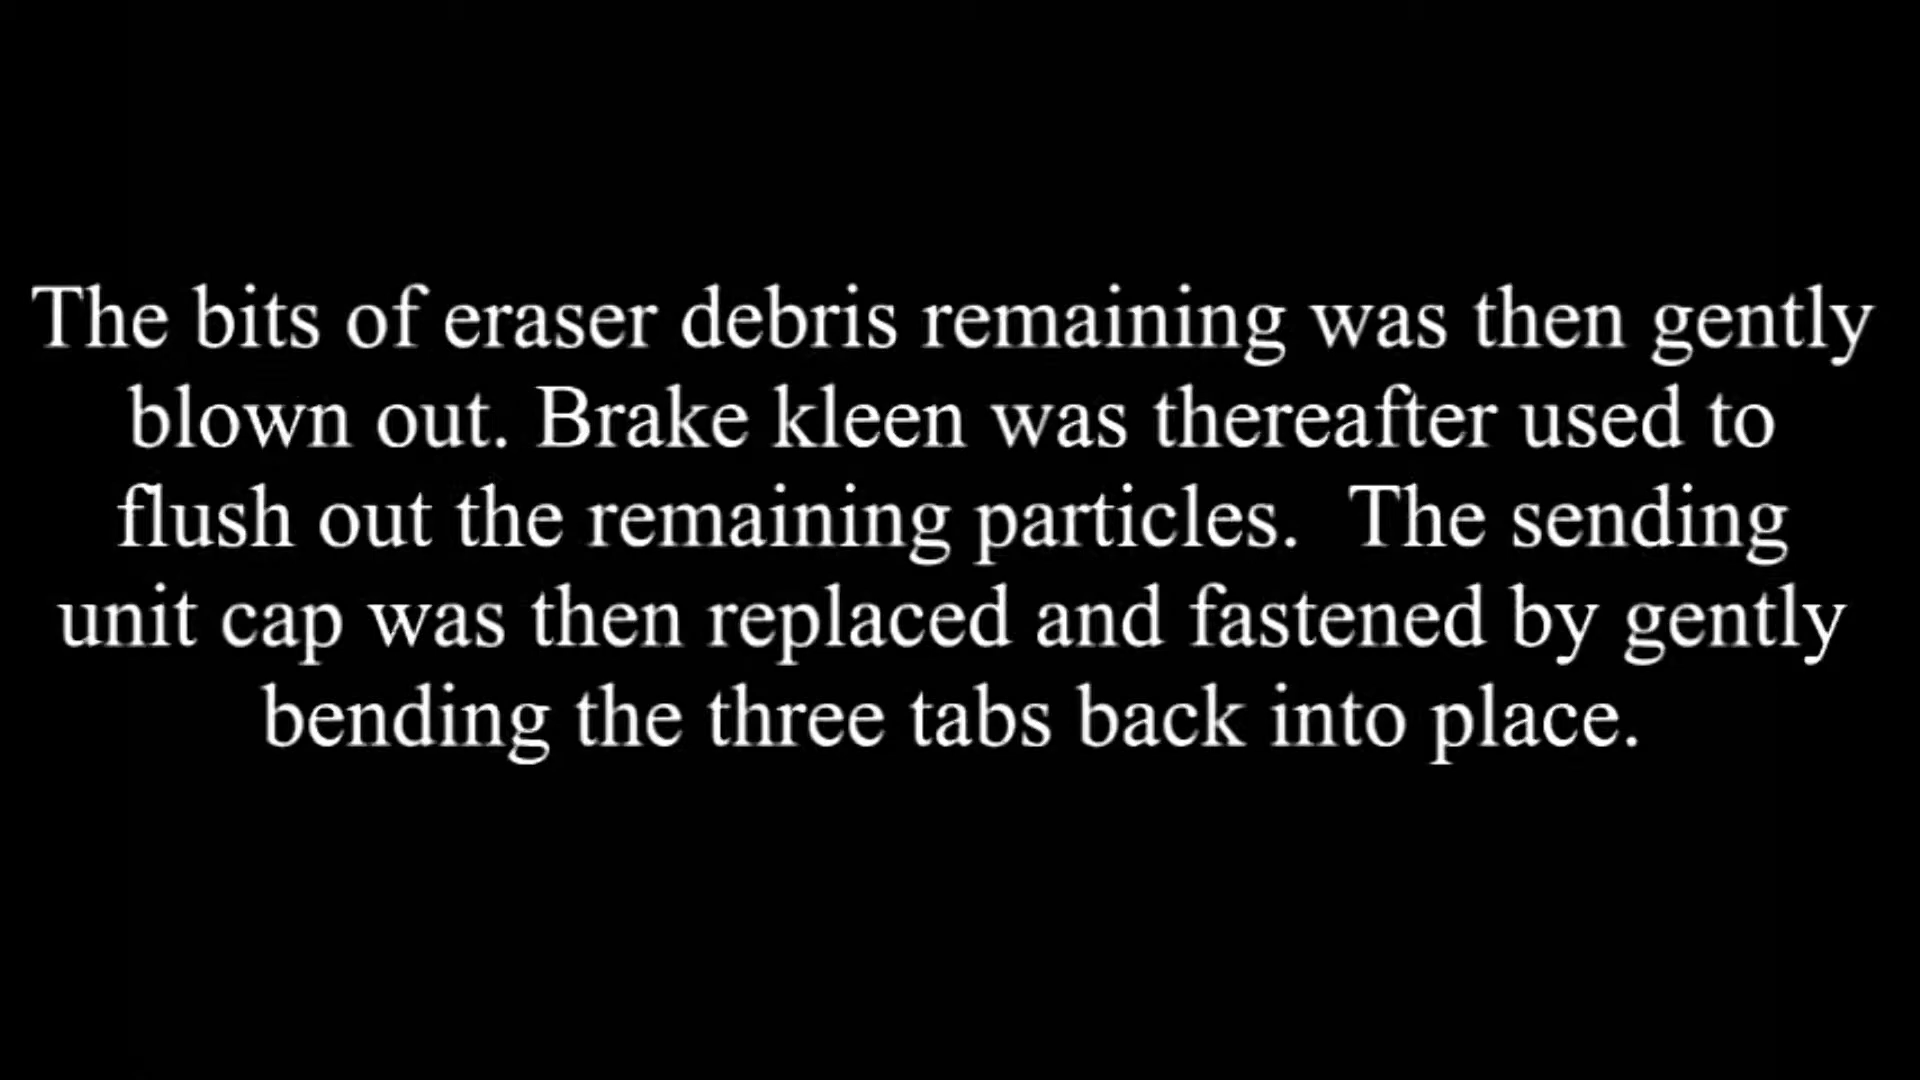 The bits of eraser debris remaining was then gently
blown out. Brake kleen was thereafter used to
flush out the remaining particles.  The sending
unit cap was then replaced and fastened by gently
bending the three tabs back into place.